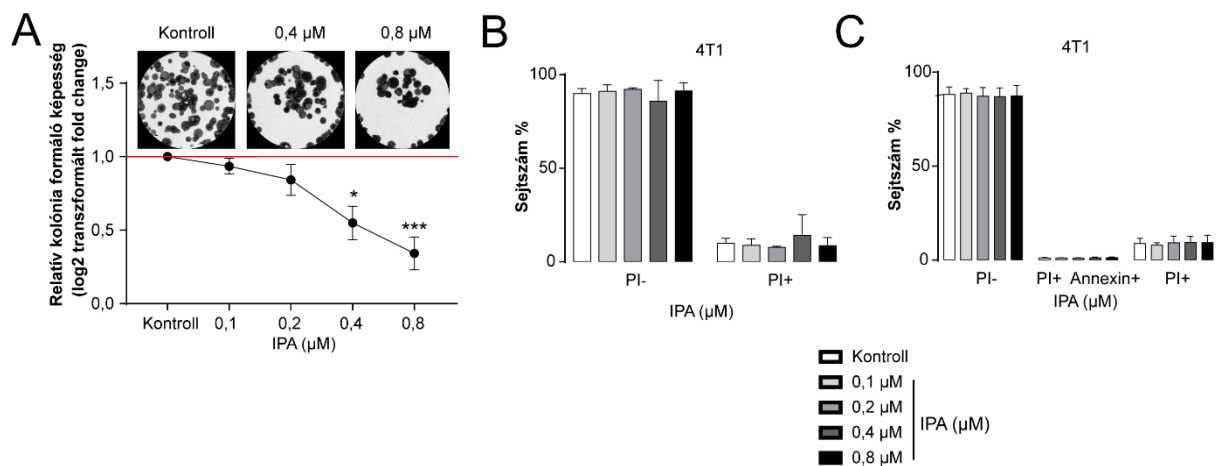 A
Kontroll 0,4 µM 0,8 µM
Relatív kolónia formáló képesség
(log2 transzformált fold change)
1,5
1,0
0,5
0,0
*
***
Kontroll 0,1 0,2 0,4 0,8
IPA (µM)
B
4T1
Sejtszám %
100
50
0
PI- PI+
IPA (µM)
C
4T1
Sejtszám %
100
50
0
PI- PI+ Annexin+ PI+
IPA (µM)
Kontroll
0,1 µM
0,2 µM
0,4 µM
0,8 µM
IPA (µM)